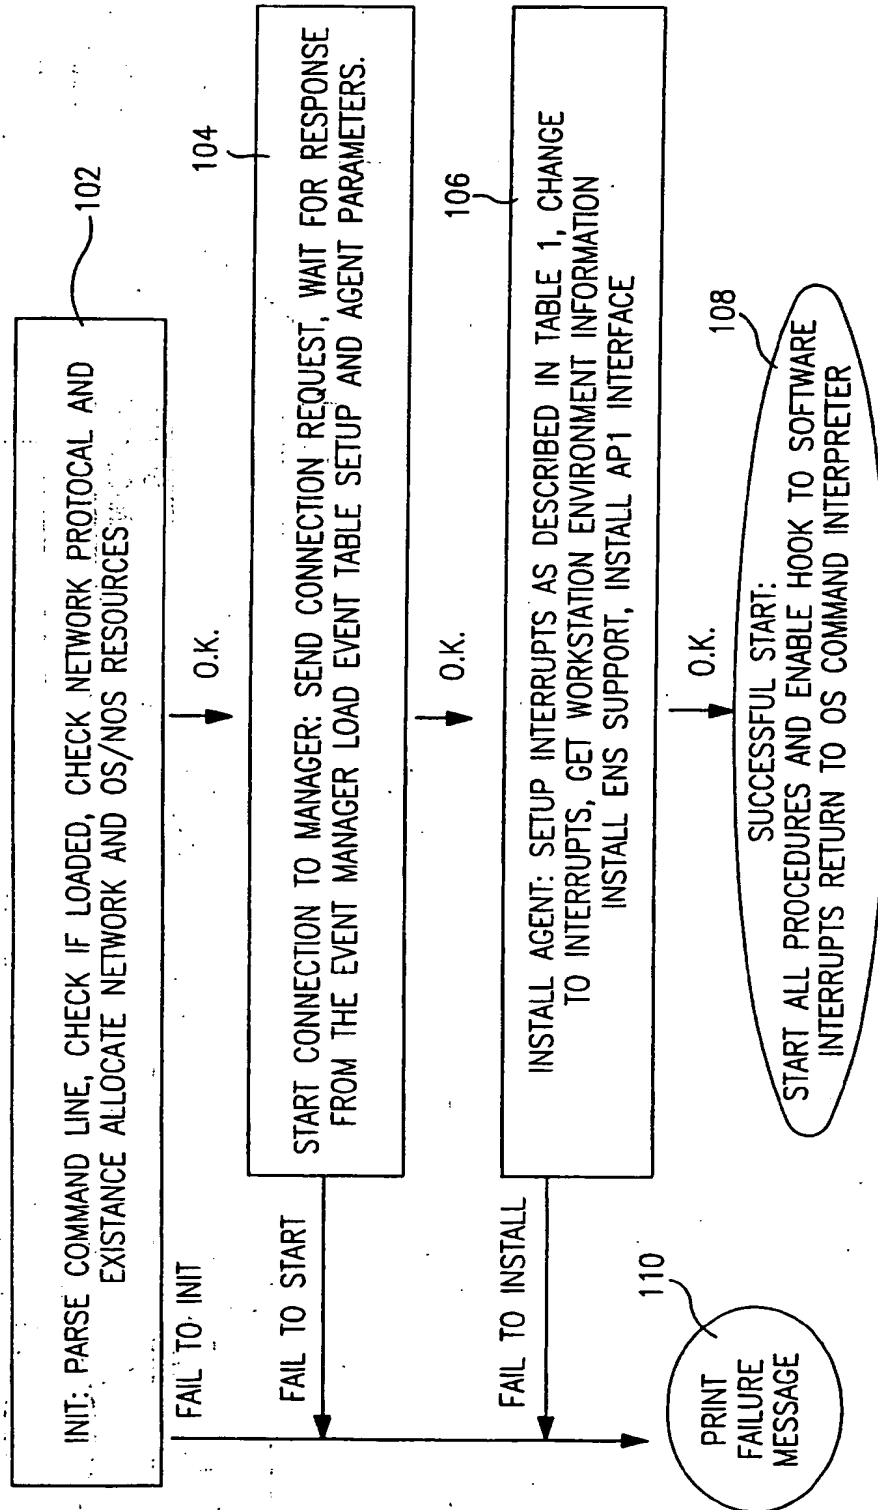 INIT: PARSE COMMAND LINE, CHECK IF LOADED, CHECK NETWORK PROTOCAL AND
EXISTANCE ALLOCATE NETWORK AND OS/NOS RESOURCES
102
FAIL TO INIT
O.K.
104
START CONNECTION TO MANAGER: SEND CONNECTION REQUEST, WAIT FOR RESPONSE
FROM THE EVENT MANAGER LOAD EVENT TABLE SETUP AND AGENT PARAMETERS.
FAIL TO START
O.K.
106
INSTALL AGENT: SETUP INTERRUPTS AS DESCRIBED IN TABLE 1, CHANGE
TO INTERRUPTS, GET WORKSTATION ENVIRONMENT INFORMATION
INSTALL ENS SUPPORT, INSTALL AP1 INTERFACE
FAIL TO INSTALL
O.K.
110
PRINT
FAILURE
MESSAGE
108
SUCCESSFUL START:
START ALL PROCEDURES AND ENABLE HOOK TO SOFTWARE
INTERRUPTS RETURN TO OS COMMAND INTERPRETER